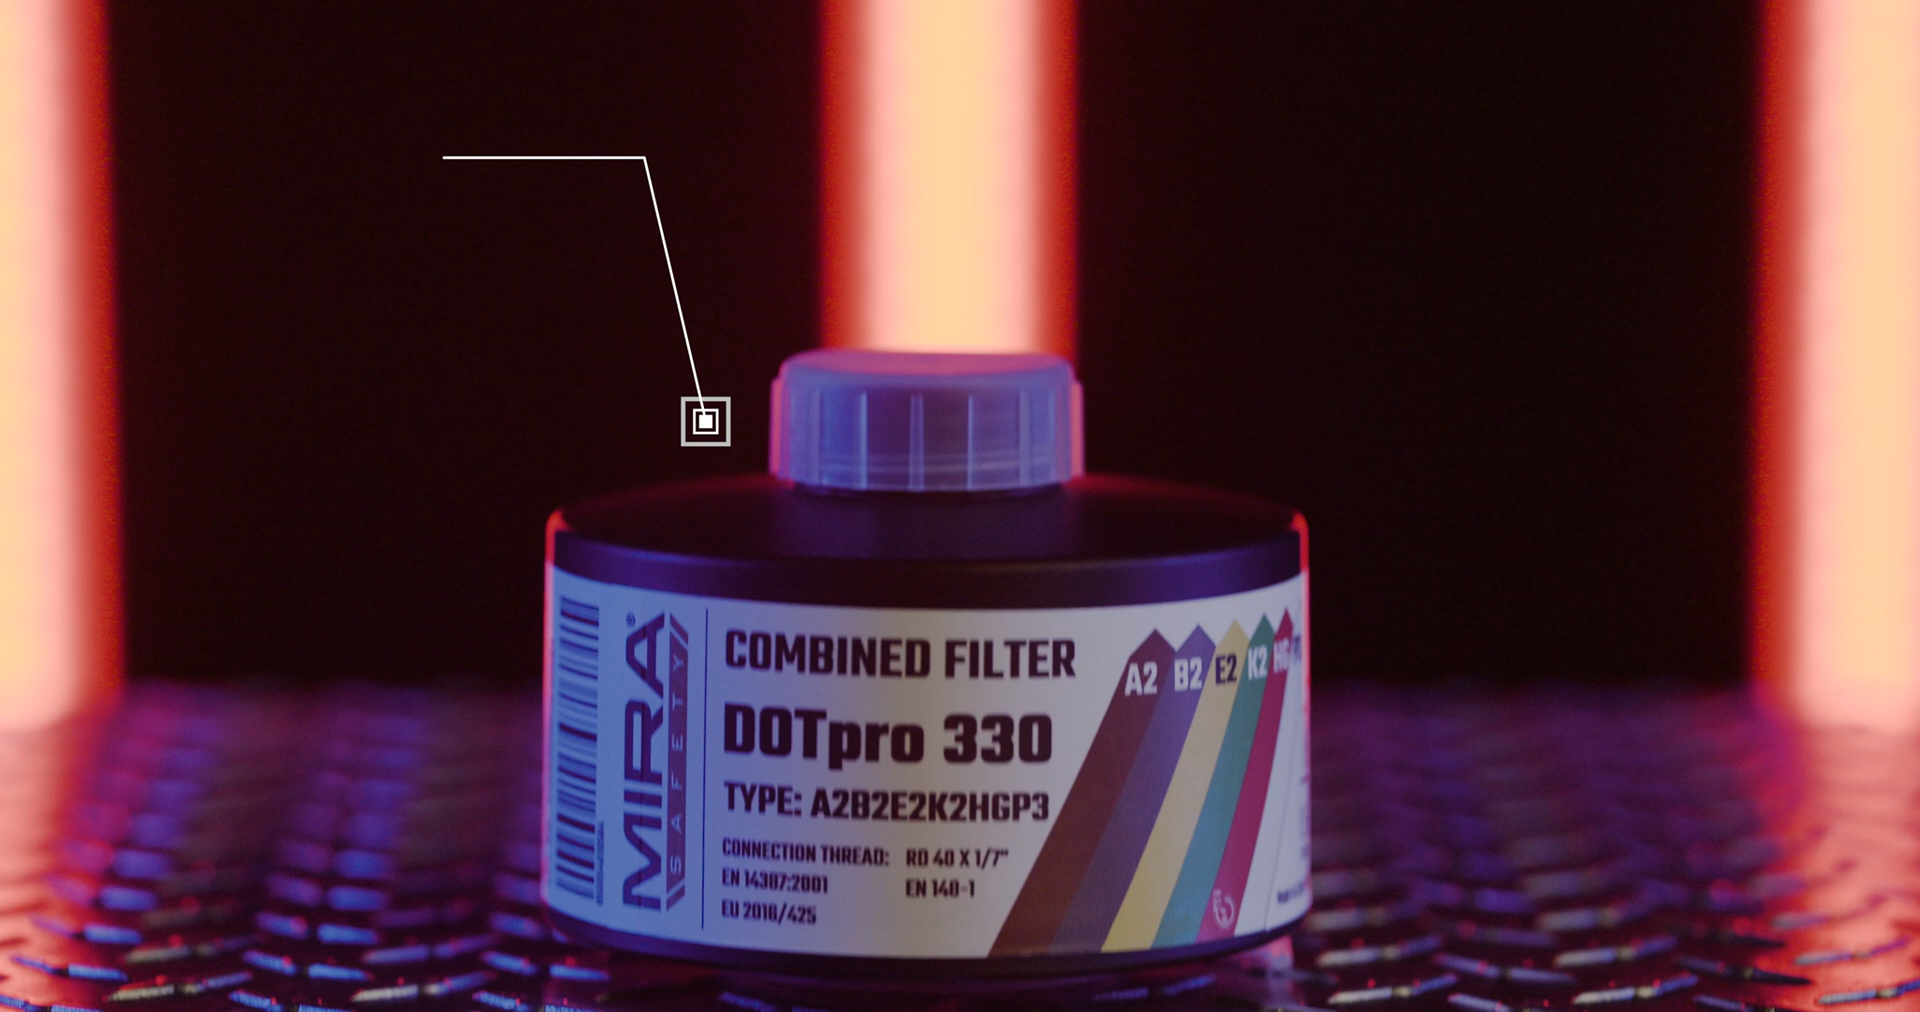 MIRA®
SAFETY
COMBINED FILTER
DOTpro 330
TYPE: A2B2E2K2HGP3
CONNECTION THREAD: RD 40 X 1/7"
EN 14387:2001 EN 148-1
EU 2016/425
A2 B2 E2 K2 HG